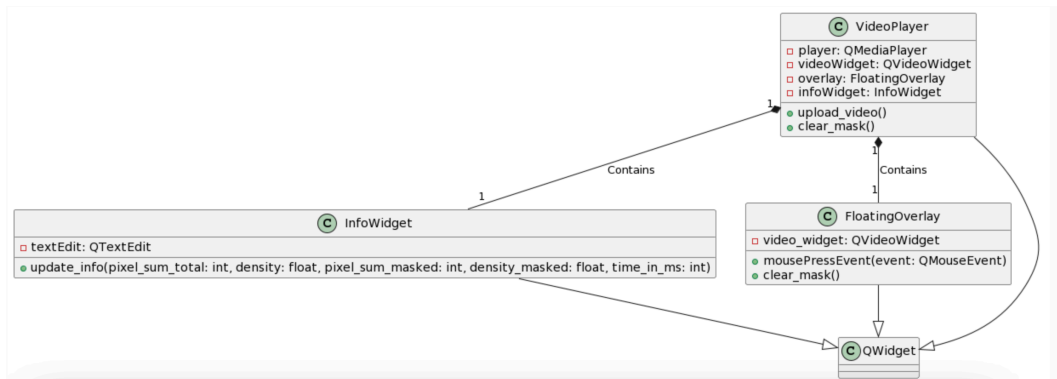 C VideoPlayer
player: QMediaPlayer
videoWidget: QVideoWidget
overlay: FloatingOverlay
infoWidget: InfoWidget
upload_video()
clear_mask()
1
1
Contains
Contains
1
1
C InfoWidget
textEdit: QTextEdit
update_info(pixel_sum_total: int, density: float, pixel_sum_masked: int, density_masked: float, time_in_ms: int)
C FloatingOverlay
video_widget: QVideoWidget
mousePressEvent(event: QMouseEvent)
clear_mask()
C QWidget